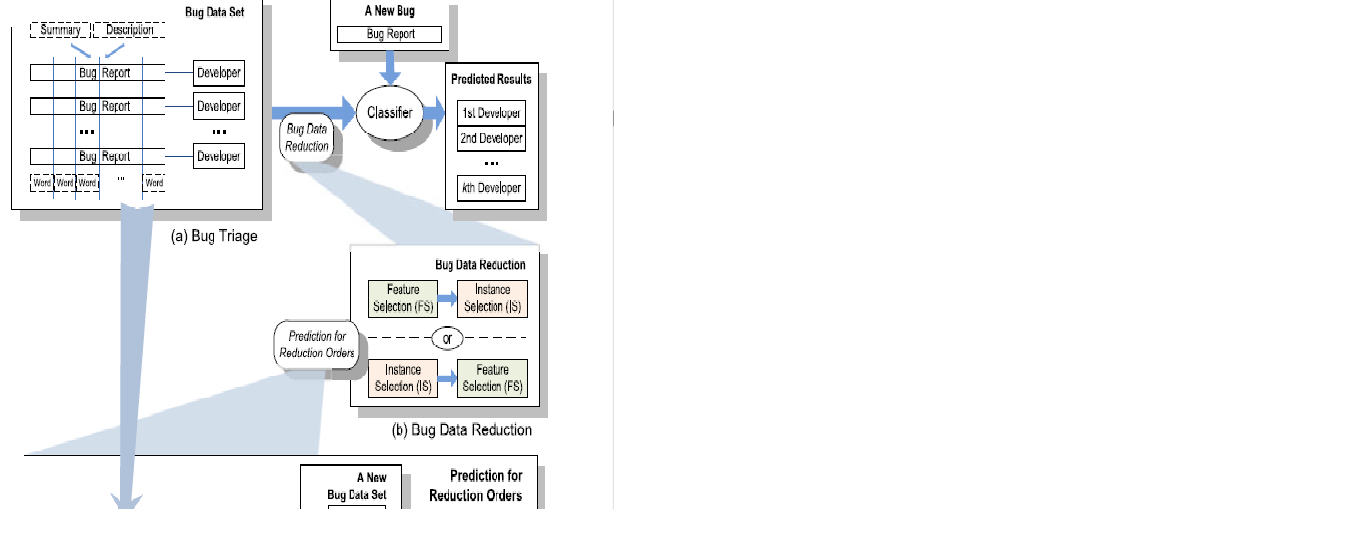 Bug Data Set
Summary Description
Bug Report Developer
Bug Report Developer
... ...
Bug Report Developer
Word Word Word ... Word
(a) Bug Triage
A New Bug
Bug Report
Classifier
Bug Data
Reduction
Predicted Results
1st Developer
2nd Developer
...
kth Developer
Bug Data Reduction
Feature
Selection (FS)
Instance
Selection (IS)
or
Instance
Selection (IS)
Feature
Selection (FS)
Prediction for
Reduction Orders
(b) Bug Data Reduction
A New
Bug Data Set
Prediction for
Reduction Orders